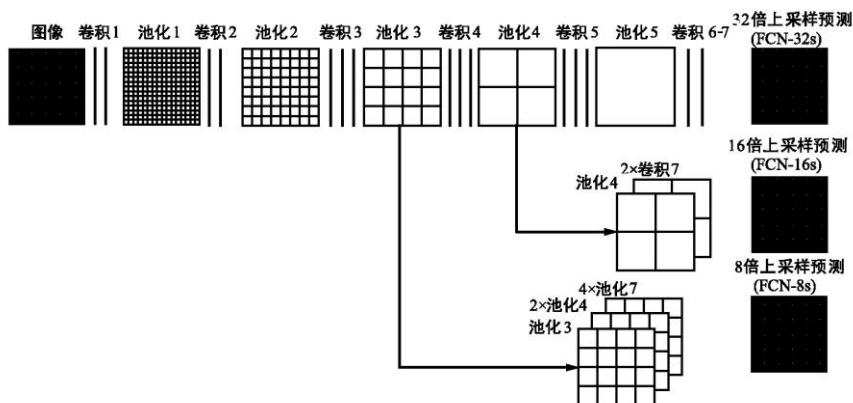 图像 卷积1 池化1 卷积2 池化2 卷积3 池化3 卷积4 池化4 卷积5 池化5 卷积6-7
32倍上采样预测
(FCN-32s)
16倍上采样预测
(FCN-16s)
2×卷积7
池化4
8倍上采样预测
(FCN-8s)
4×池化7
2×池化4
池化3